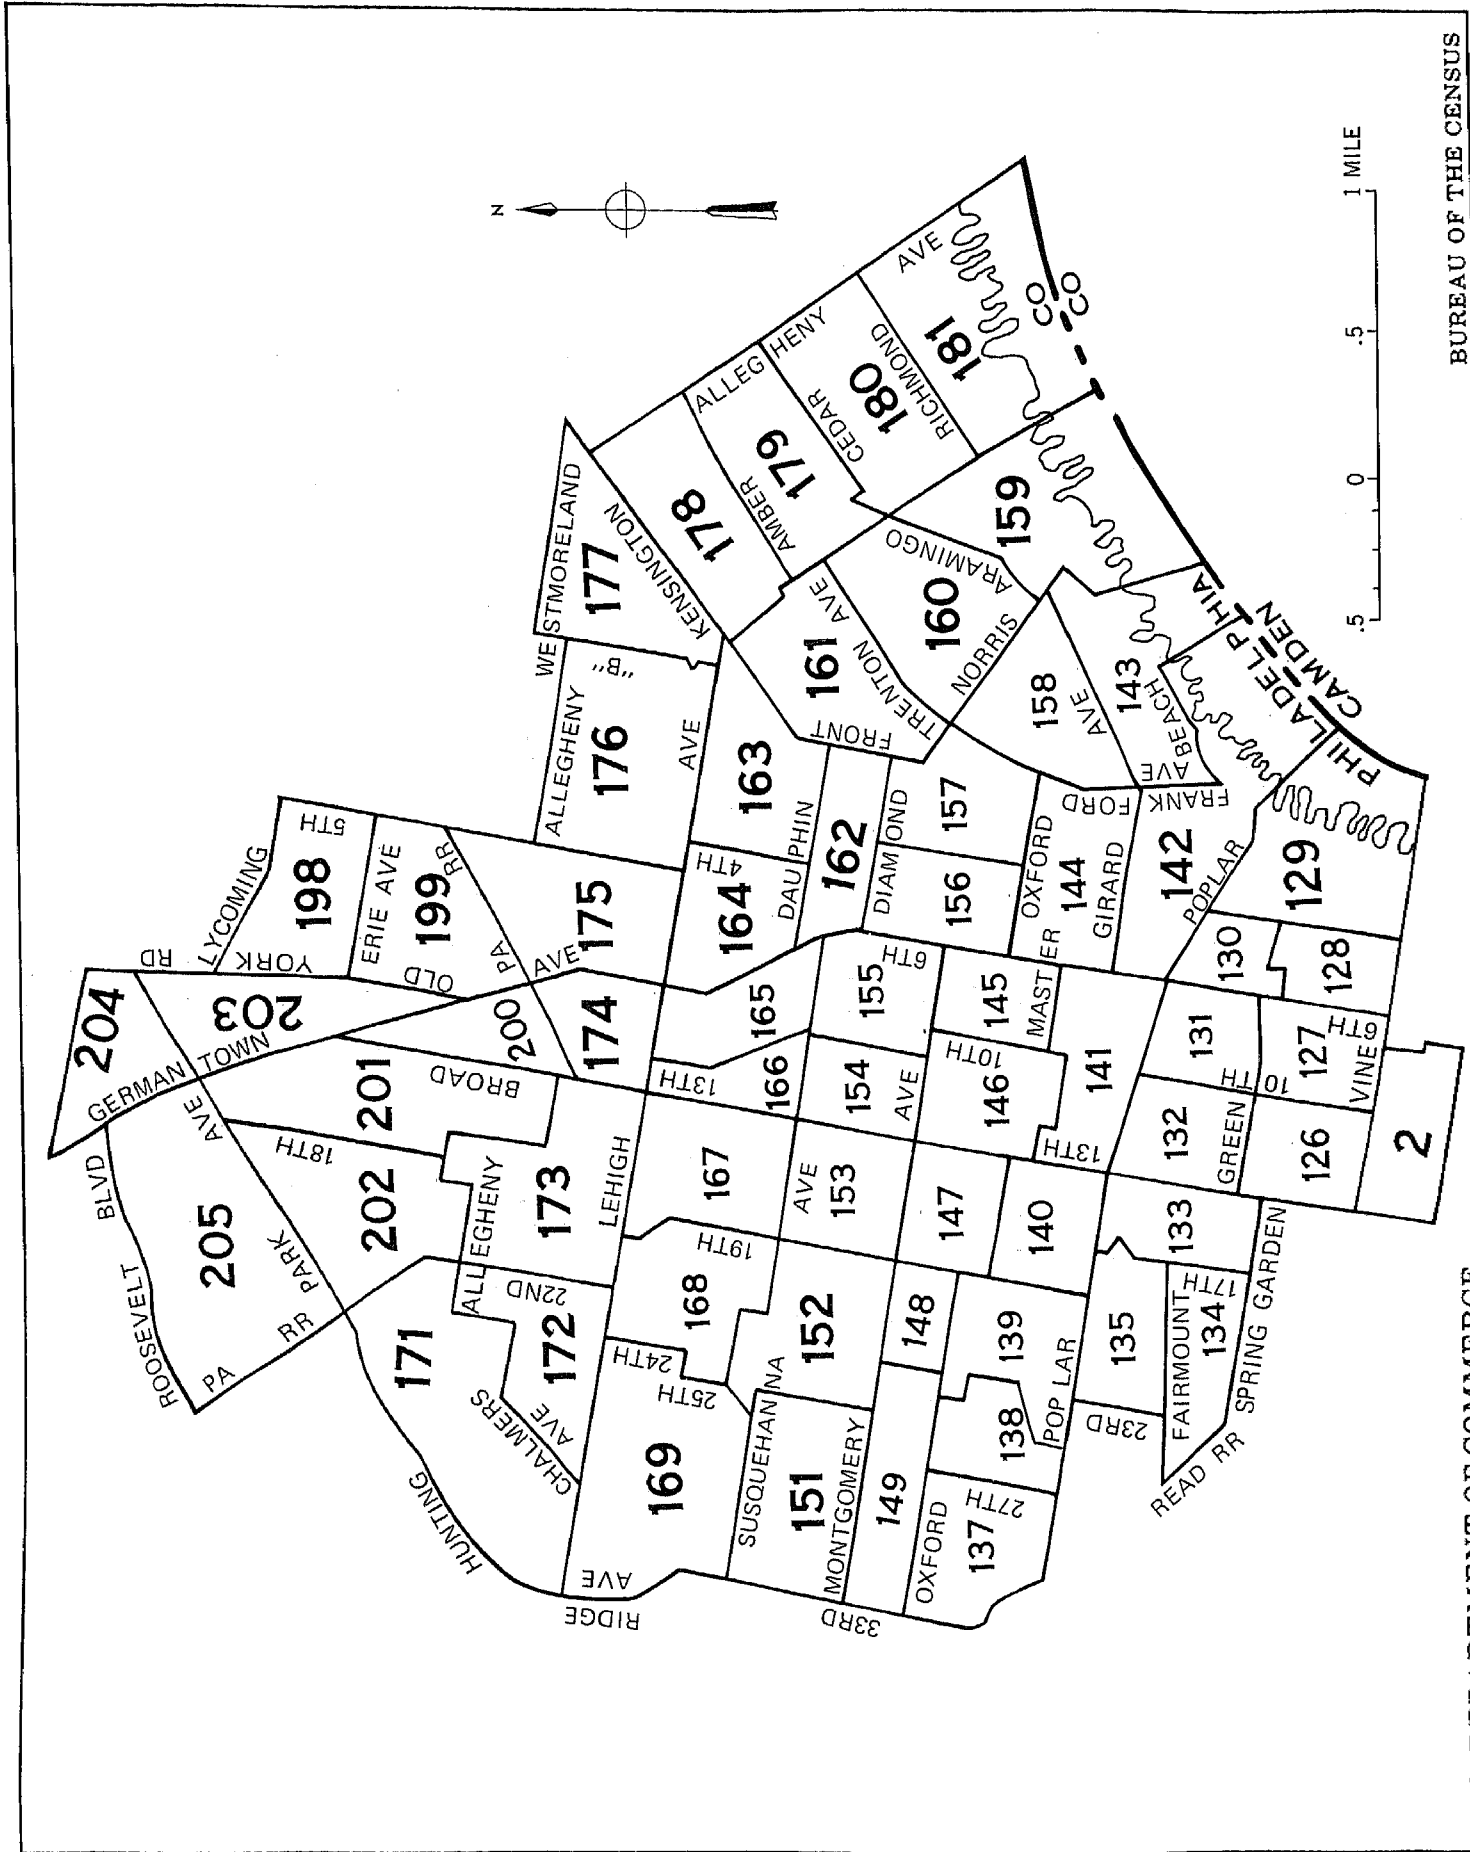 204
RD
LYCOMING
5TH
198
GERMAN
TOWN
203
YORK
ERIE AVE
199
RR
OLD
PA
AVE
175
200
174
BLVD
AVE
18TH
201
BROAD
205
PARK
202
ROOSEVELT
PA
RR
ALLEGHENY
173
LEHIGH
171
22ND
172
CHALMERS
AVE
HUNTING
RIDGE
AVE
WESTMORELAND
177
ALLEGHENY
176
"B"
AVE
KENSINGTON
178
ALLEGHENY
AVE
AMBER
179
CEDAR
180
RICHMOND
181
CO
CO
163
4TH
164
DAUPHIN
162
FRONT
161
TRENTON
AVE
160
ARAMINGO
159
NORRIS
158
AVE
143
BEACH
DIAMOND
157
156
OXFORD
144
GIRARD
FRANKFORD
AVE
142
POPLAR
129
130
128
PHILADELPHIA
CAMDEN
13TH
165
166
155
6TH
154
AVE
145
10TH
146
MASTER
141
13TH
131
132
10TH
GREEN
127
6TH
VINE
126
2
167
19TH
168
24TH
25TH
AVE
153
152
169
SUSQUEHANNA
151
MONTGOMERY
147
148
149
140
139
138
POPLAR
OXFORD
137
27TH
33RD
133
135
17TH
FAIRMOUNT
134
SPRING GARDEN
23RD
READ RR
N
.5
0
.5
1 MILE
DEPARTMENT OF COMMERCE
BUREAU OF THE CENSUS